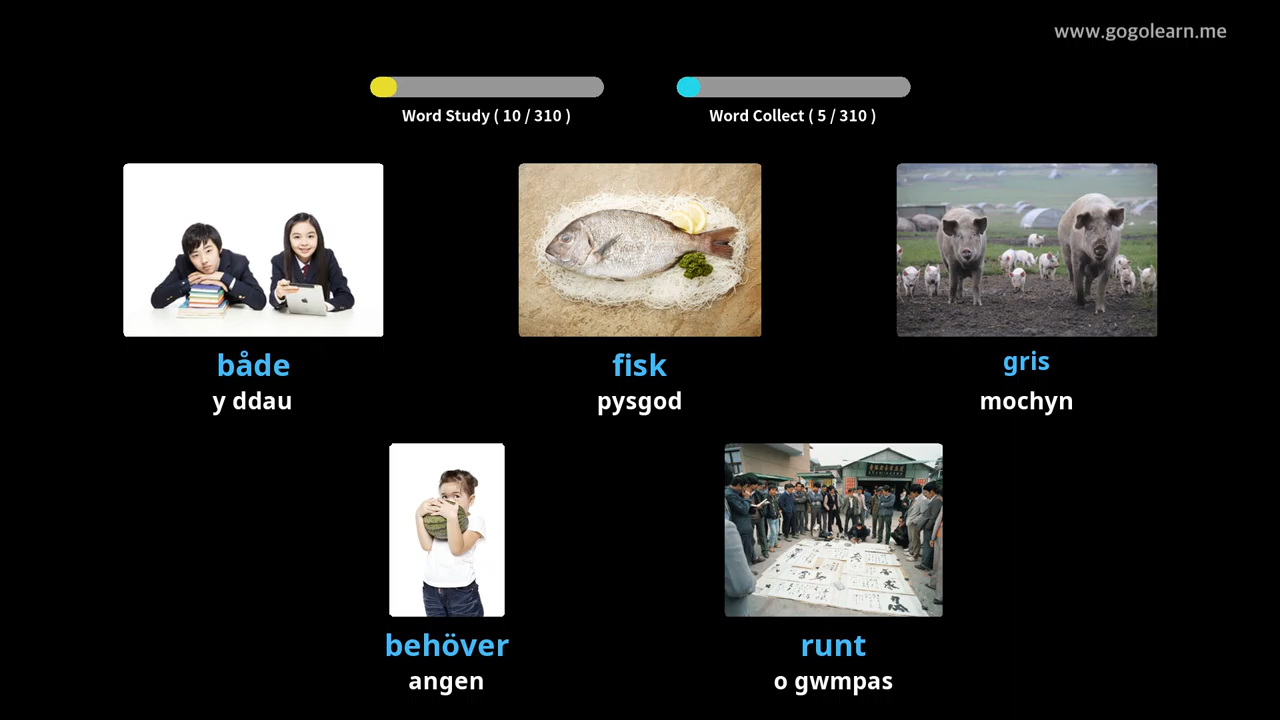 www.gogolearn.me
Word Study ( 10 / 310 )
Word Collect ( 5 / 310 )
både
y ddau
fisk
pysgod
gris
mochyn
behöver
angen
runt
o gwmpas